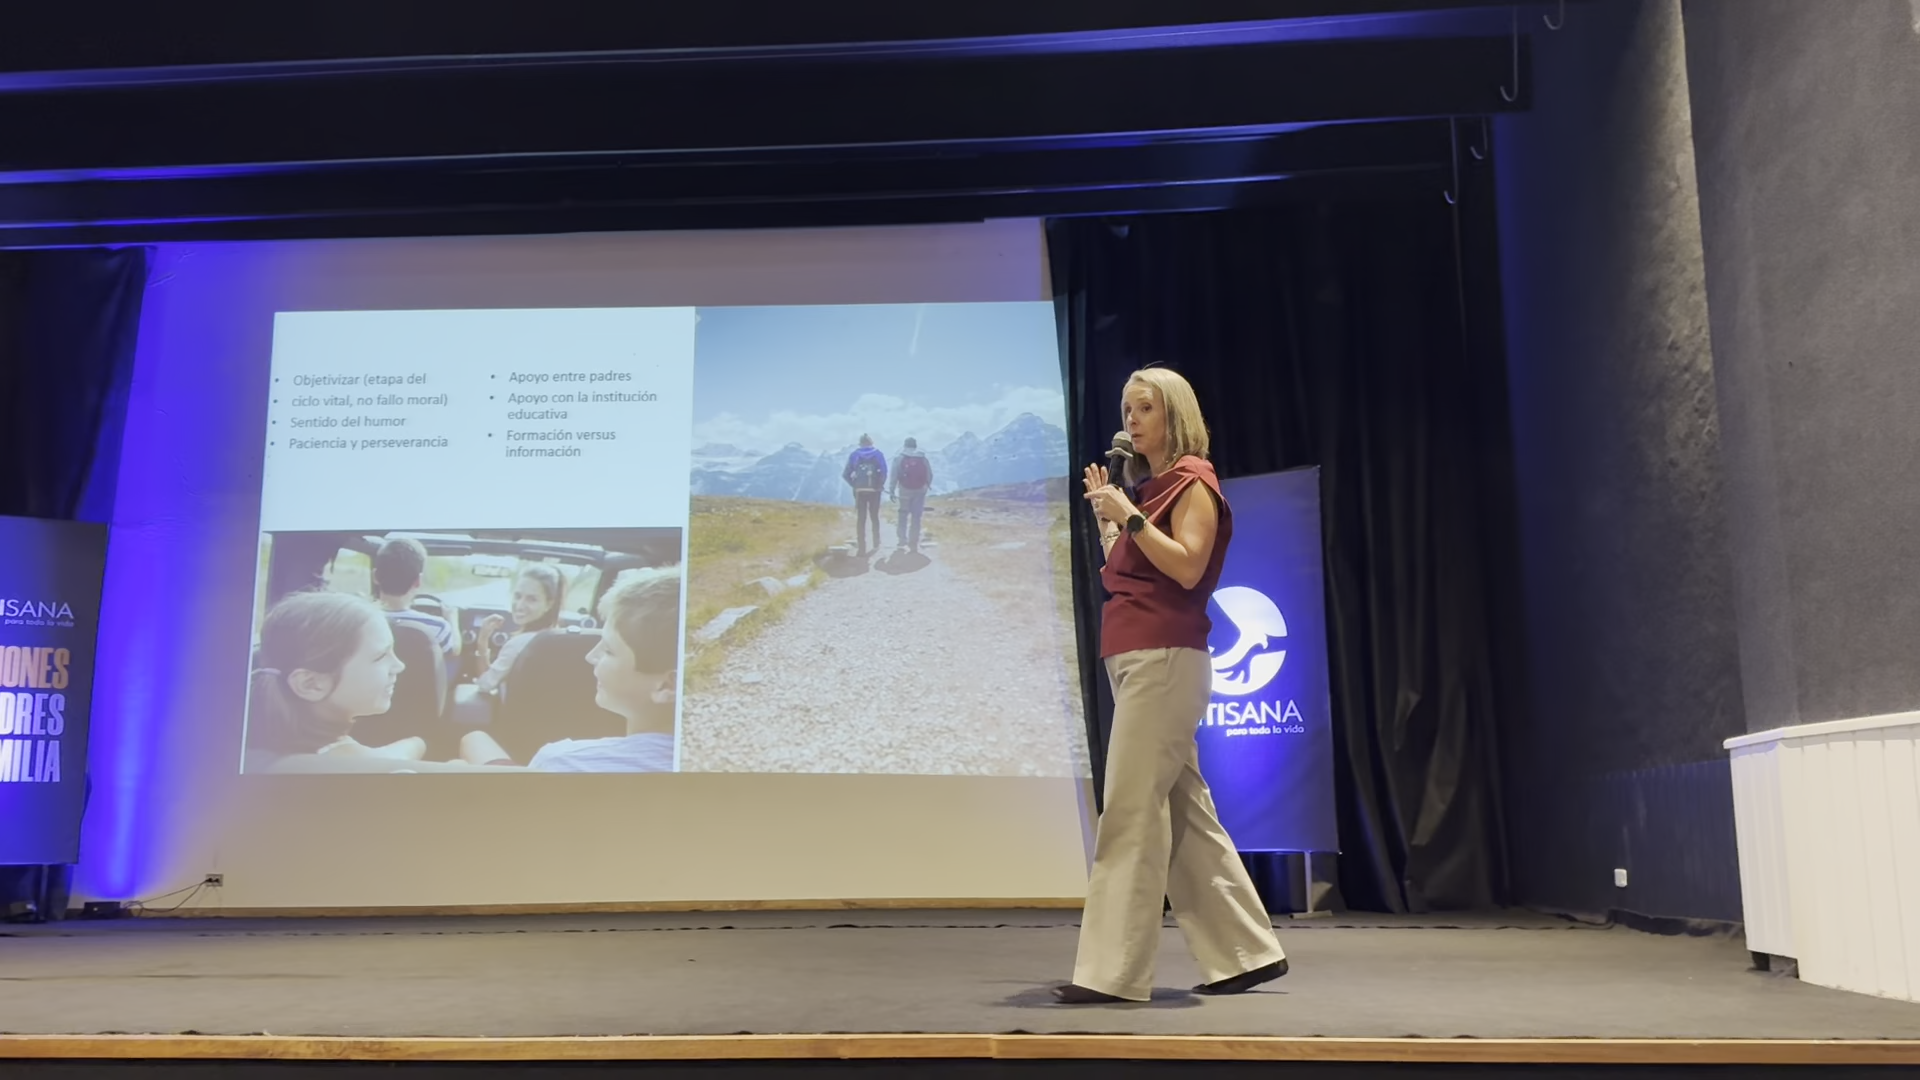 Objetivizar (etapa del
ciclo vital, no fallo moral)
Sentido del humor
Paciencia y perseverancia
Apoyo entre padres
Apoyo con la institución
educativa
Formación versus
información
ISANA
para toda la vida
IONES
ORES
MILIA
TISANA
para toda la vida